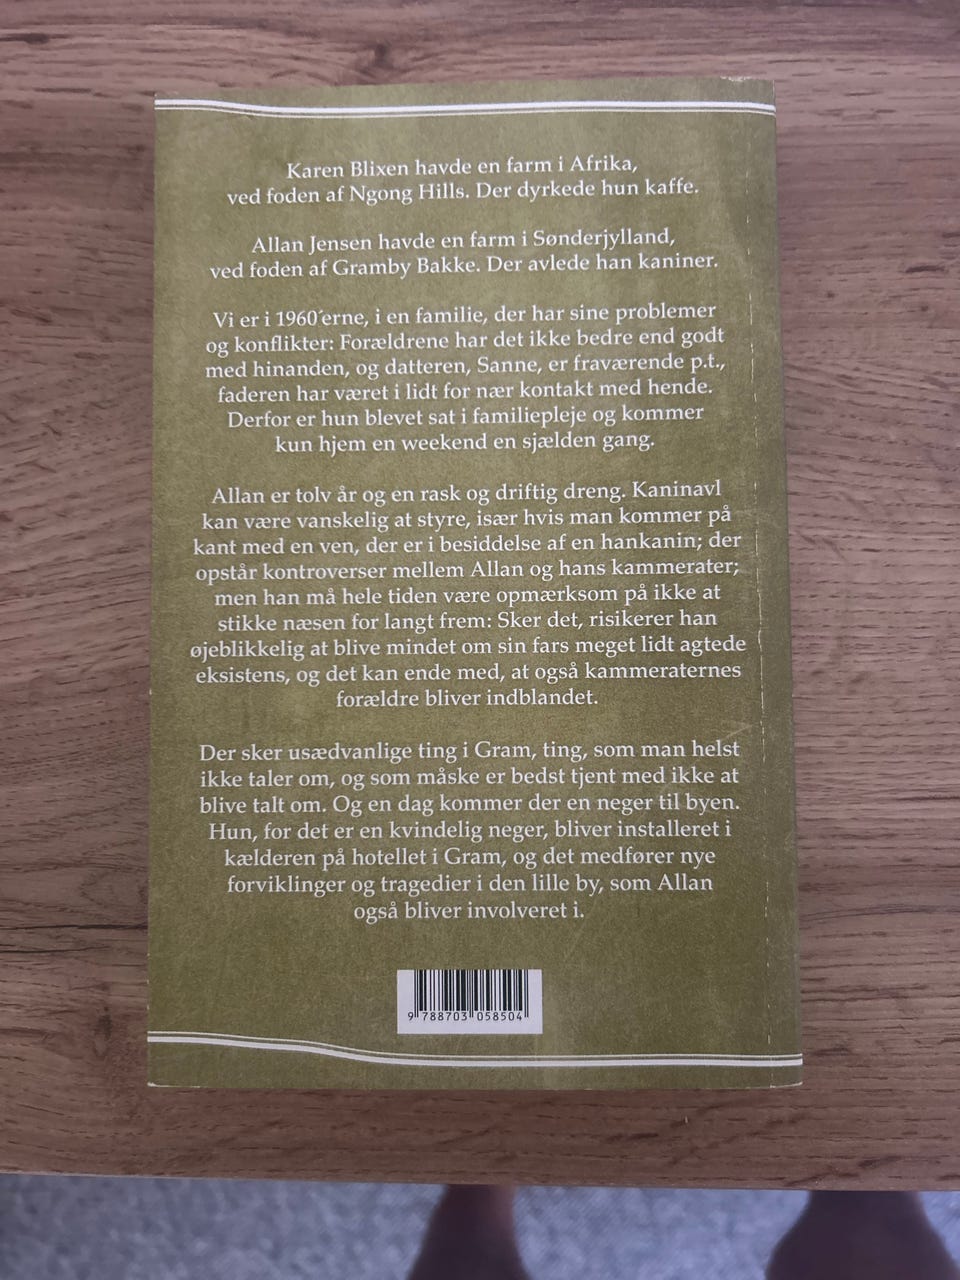 Karen Blixen havde en farm i Afrika,
ved foden af Ngong Hills. Der dyrkede hun kaffe.
Allan Jensen havde en farm i Sønderjylland,
ved foden af Gramby Bakke. Der avlede han kaniner.
Vi er i 1960´erne, i en familie, der har sine problemer
og konflikter: Forældrene har det ikke bedre end godt
med hinanden, og datteren, Sanne, er fraværende p.t.,
faderen har været i lidt for nær kontakt med hende.
Derfor er hun blevet sat i familiepleje og kommer
kun hjem en weekend en sjælden gang.
Allan er tolv år og en rask og driftig dreng. Kaninavl
kan være vanskelig at styre, især hvis man kommer på
kant med en ven, der er i besiddelse af en hankanin; der
opstår kontroverser mellem Allan og hans kammerater;
men han må hele tiden være opmærksom på ikke at
stikke næsen for langt frem: Sker det, risikerer han
øjeblikkelig at blive mindet om sin fars meget lidt agtede
eksistens, og det kan ende med, at også kammeraternes
forældre bliver indblandet.
Der sker usædvanlige ting i Gram, ting, som man helst
ikke taler om, og som måske er bedst tjent med ikke at
blive talt om. Og en dag kommer der en neger til byen.
Hun, for det er en kvindelig neger, bliver installeret i
kælderen på hotellet i Gram, og det medfører nye
forviklinger og tragedier i den lille by, som Allan
også bliver involveret i.
9 788703 058504